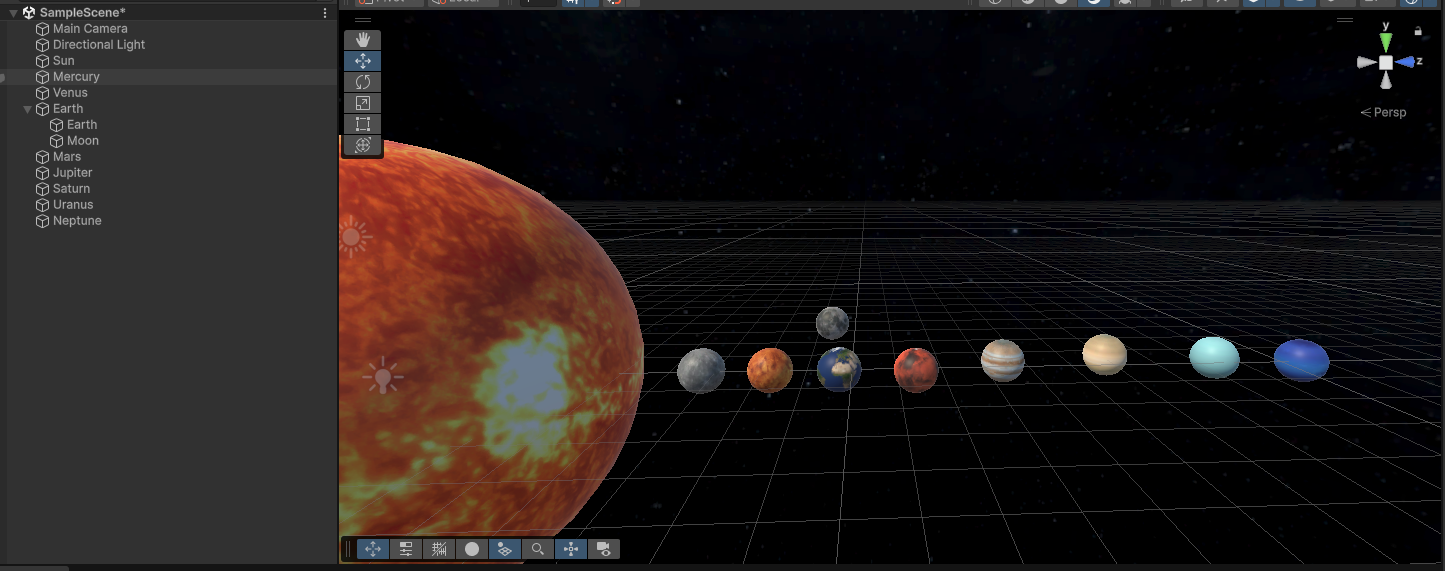 SampleScene*
Main Camera
Directional Light
Sun
Mercury
Venus
Earth
Earth
Moon
Mars
Jupiter
Saturn
Uranus
Neptune
y
z
Persp